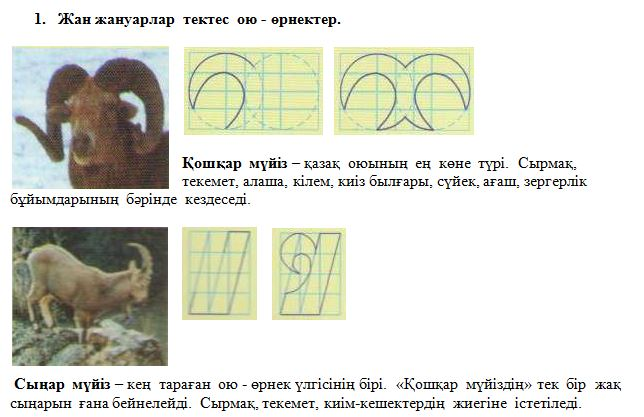 1. Жан жануарлар тектес ою - өрнектер.
Қошқар мүйіз – қазақ оюының ең көне түрі. Сырмақ,
текемет, алаша, кілем, киіз былғары, сүйек, ағаш, зергерлік
бұйымдарының бәрінде кездеседі.
Сыңар мүйіз – кең тараған ою - өрнек үлгісінің бірі. «Қошқар мүйіздің» тек бір жақ
сыңарын ғана бейнелейді. Сырмақ, текемет, киім-кешектердің жиегіне істетіледі.